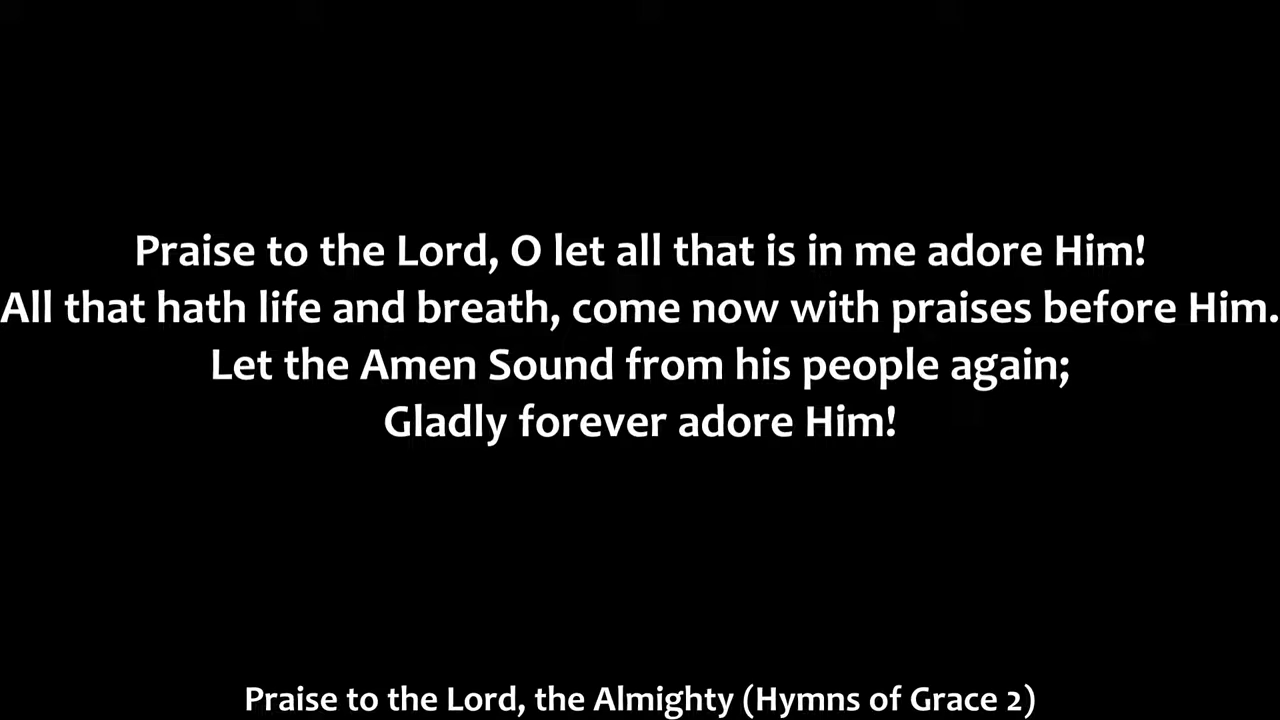 Praise to the Lord, O let all that is in me adore Him!
All that hath life and breath, come now with praises before Him.
Let the Amen Sound from his people again;
Gladly forever adore Him!
Praise to the Lord, the Almighty (Hymns of Grace 2)